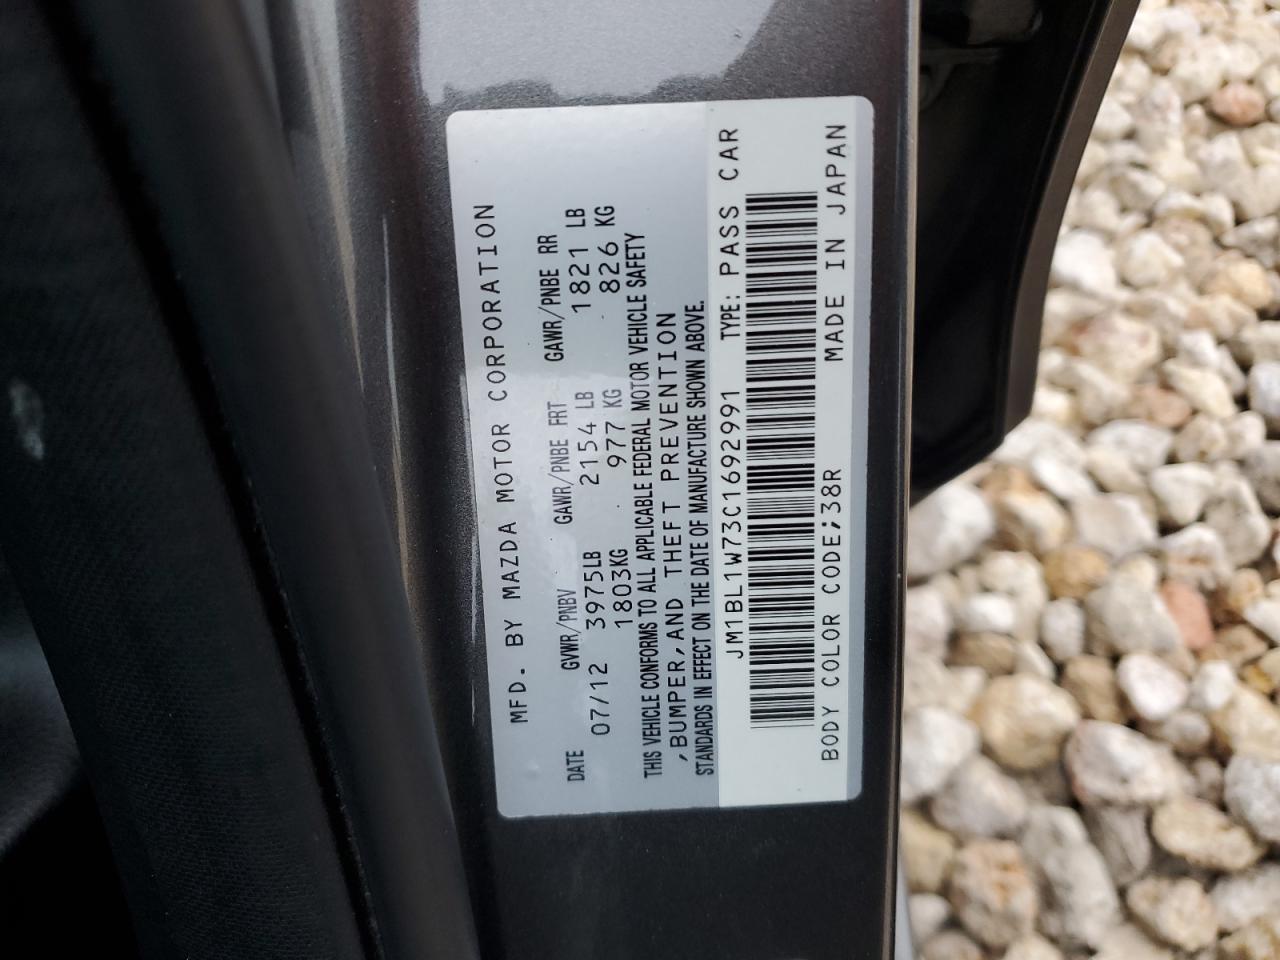 MFD. BY MAZDA MOTOR CORPORATION
DATE GVWR/PNBV GAWR/PNBE FRT GAWR/PNBE RR
07/12 3975LB 2154 LB 1821 LB
1803KG 977 KG 826 KG
THIS VEHICLE CONFORMS TO ALL APPLICABLE FEDERAL MOTOR VEHICLE SAFETY
,BUMPER,AND THEFT PREVENTION
STANDARDS IN EFFECT ON THE DATE OF MANUFACTURE SHOWN ABOVE.
JM1BL1W73C1692991 TYPE: PASS CAR
BODY COLOR CODE;38R MADE IN JAPAN